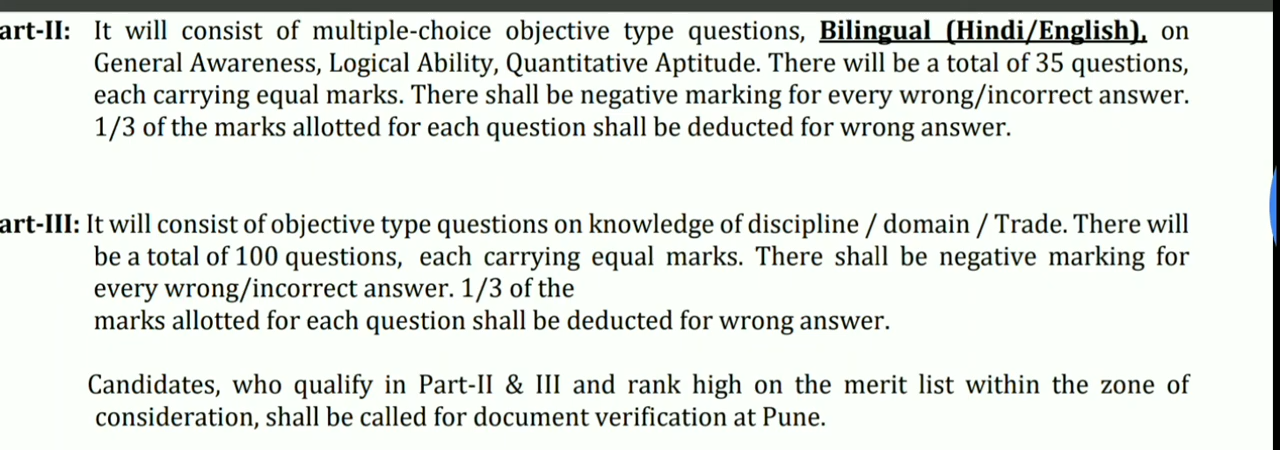 art-II: It will consist of multiple-choice objective type questions, Bilingual (Hindi/English), on
General Awareness, Logical Ability, Quantitative Aptitude. There will be a total of 35 questions,
each carrying equal marks. There shall be negative marking for every wrong/incorrect answer.
1/3 of the marks allotted for each question shall be deducted for wrong answer.
art-III: It will consist of objective type questions on knowledge of discipline / domain / Trade. There will
be a total of 100 questions, each carrying equal marks. There shall be negative marking for
every wrong/incorrect answer. 1/3 of the
marks allotted for each question shall be deducted for wrong answer.
Candidates, who qualify in Part-II & III and rank high on the merit list within the zone of
consideration, shall be called for document verification at Pune.